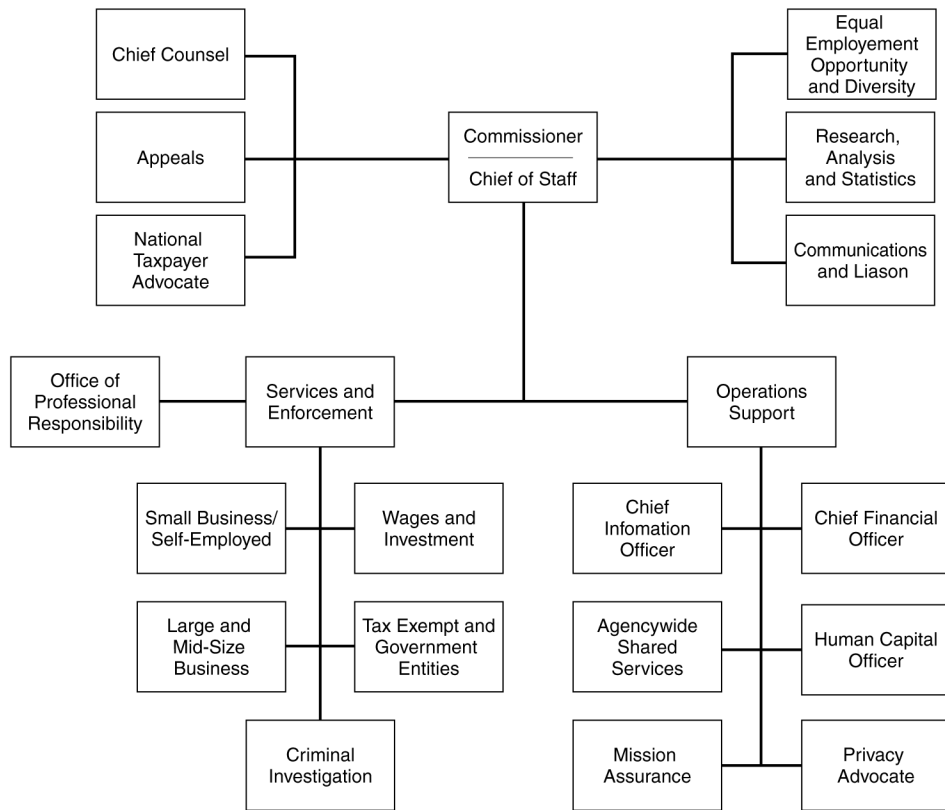 Chief Counsel
Equal
Employement
Opportunity
and Diversity
Appeals
Commissioner
Chief of Staff
Research,
Analysis
and Statistics
National
Taxpayer
Advocate
Communications
and Liason
Office of
Professional
Responsibility
Services and
Enforcement
Operations
Support
Small Business/
Self-Employed
Wages and
Investment
Chief
Infomation
Officer
Chief Financial
Officer
Large and
Mid-Size
Business
Tax Exempt and
Government
Entities
Agencywide
Shared
Services
Human Capital
Officer
Criminal
Investigation
Mission
Assurance
Privacy
Advocate